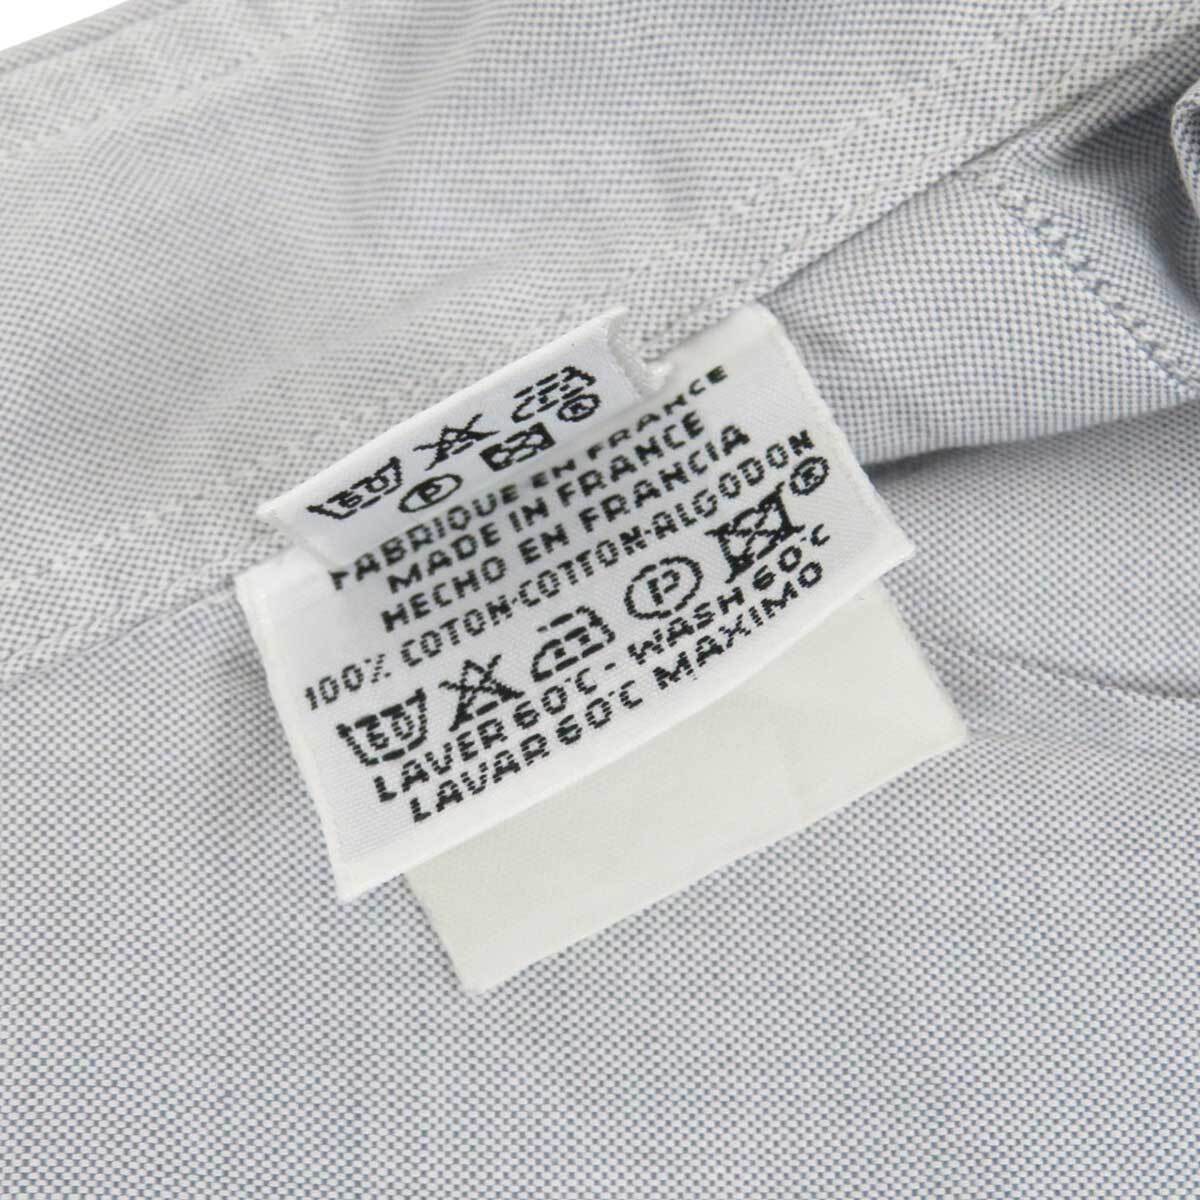 FABRIQUE EN FRANCE
MADE IN FRANCE
HECHO EN FRANCIA
100% COTON-COTTON-ALGODON
60 P ®
LAVER 60°C - WASH 60°C
LAVAR 60°C MAXIMO